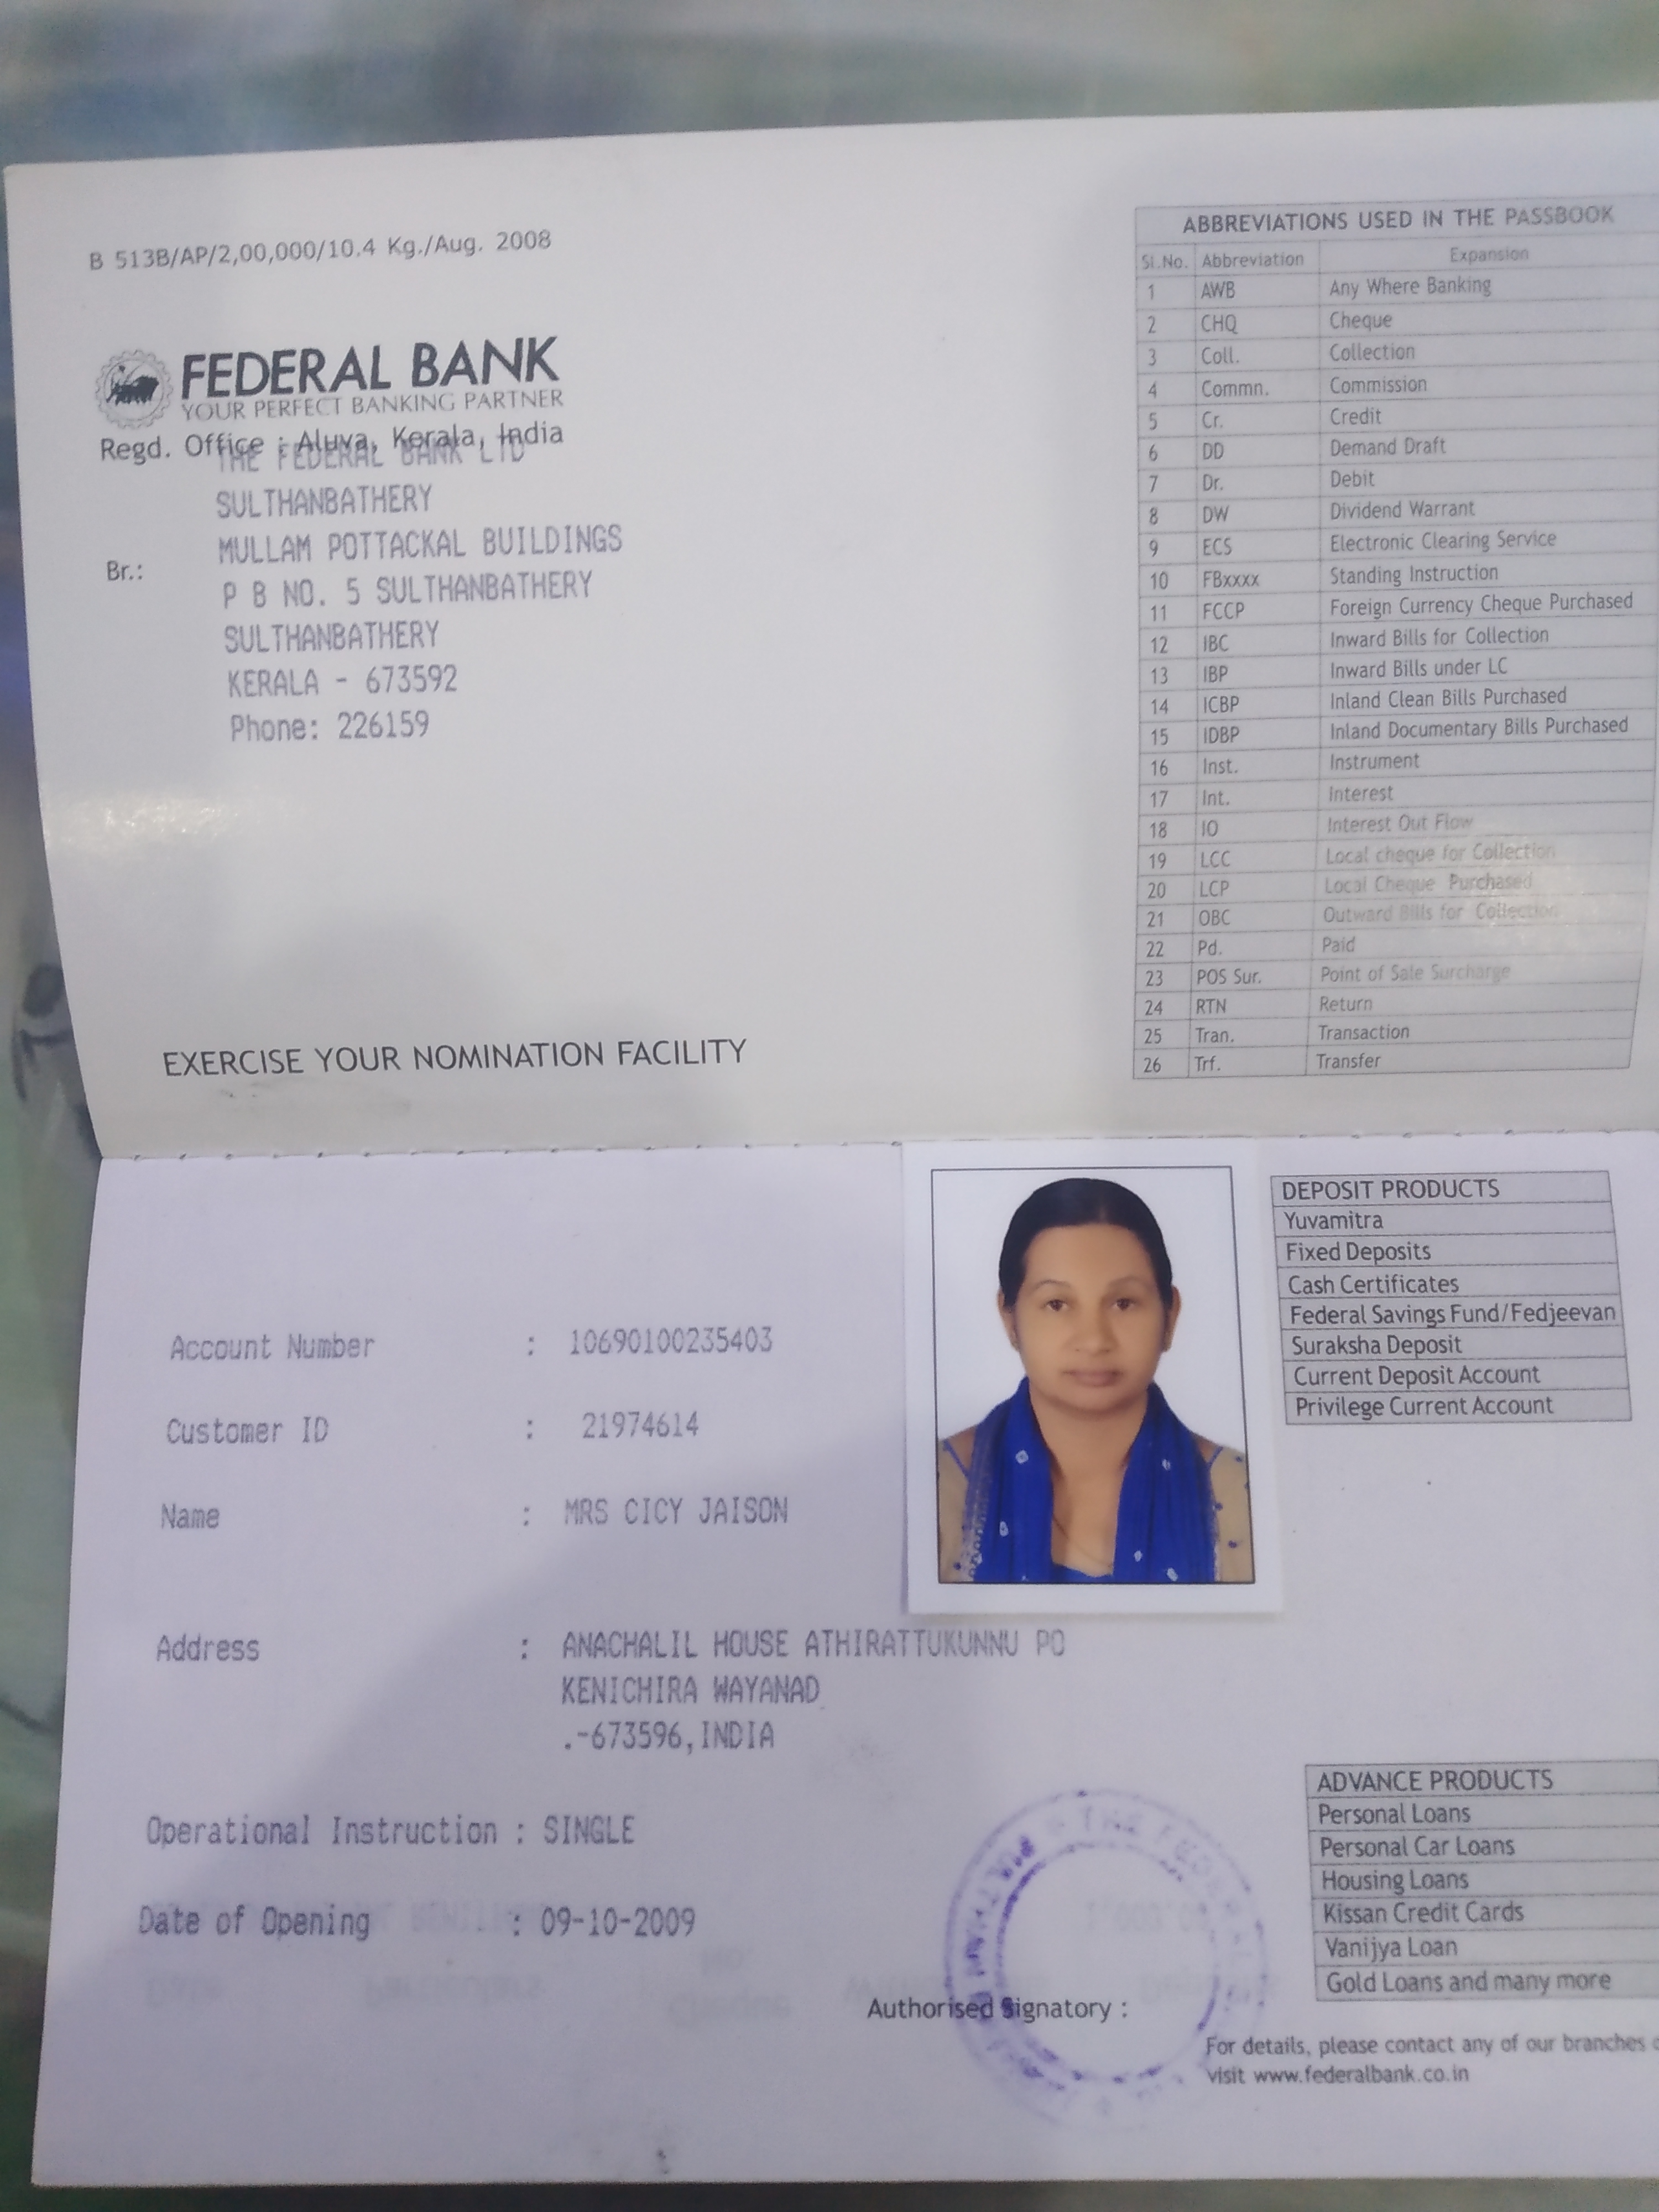 B 513B/AP/2,00,000/10.4 Kg./Aug. 2008
FEDERAL BANK
YOUR PERFECT BANKING PARTNER
Regd. Office : Aluva, Kerala, India
THE FEDERAL BANK LTD
SULTHANBATHERY
MULLAM POTTACKAL BUILDINGS
Br.:
P B NO. 5 SULTHANBATHERY
SULTHANBATHERY
KERALA - 673592
Phone: 226159
EXERCISE YOUR NOMINATION FACILITY
ABBREVIATIONS USED IN THE PASSBOOK
Sl.No. Abbreviation Expansion
1 AWB Any Where Banking
2 CHQ Cheque
3 Coll. Collection
4 Commn. Commission
5 Cr. Credit
6 DD Demand Draft
7 Dr. Debit
8 DW Dividend Warrant
9 ECS Electronic Clearing Service
10 FBxxxx Standing Instruction
11 FCCP Foreign Currency Cheque Purchased
12 IBC Inward Bills for Collection
13 IBP Inward Bills under LC
14 ICBP Inland Clean Bills Purchased
15 IDBP Inland Documentary Bills Purchased
16 Inst. Instrument
17 Int. Interest
18 IO Interest Out Flow
19 LCC Local cheque for Collection
20 LCP Local Cheque Purchased
21 OBC Outward Bills for Collection
22 Pd. Paid
23 POS Sur. Point of Sale Surcharge
24 RTN Return
25 Tran. Transaction
26 Trf. Transfer
Account Number : 10690100235403
Customer ID : 21974614
Name : MRS CICY JAISON
Address : ANACHALIL HOUSE ATHIRATTUKUNNU PO
KENICHIRA WAYANAD
.-673596,INDIA
Operational Instruction : SINGLE
Date of Opening : 09-10-2009
Authorised Signatory :
THE FEDERAL
DEPOSIT PRODUCTS
Yuvamitra
Fixed Deposits
Cash Certificates
Federal Savings Fund/Fedjeevan
Suraksha Deposit
Current Deposit Account
Privilege Current Account
ADVANCE PRODUCTS
Personal Loans
Personal Car Loans
Housing Loans
Kissan Credit Cards
Vanijya Loan
Gold Loans and many more
For details, please contact any of our branches
visit www.federalbank.co.in